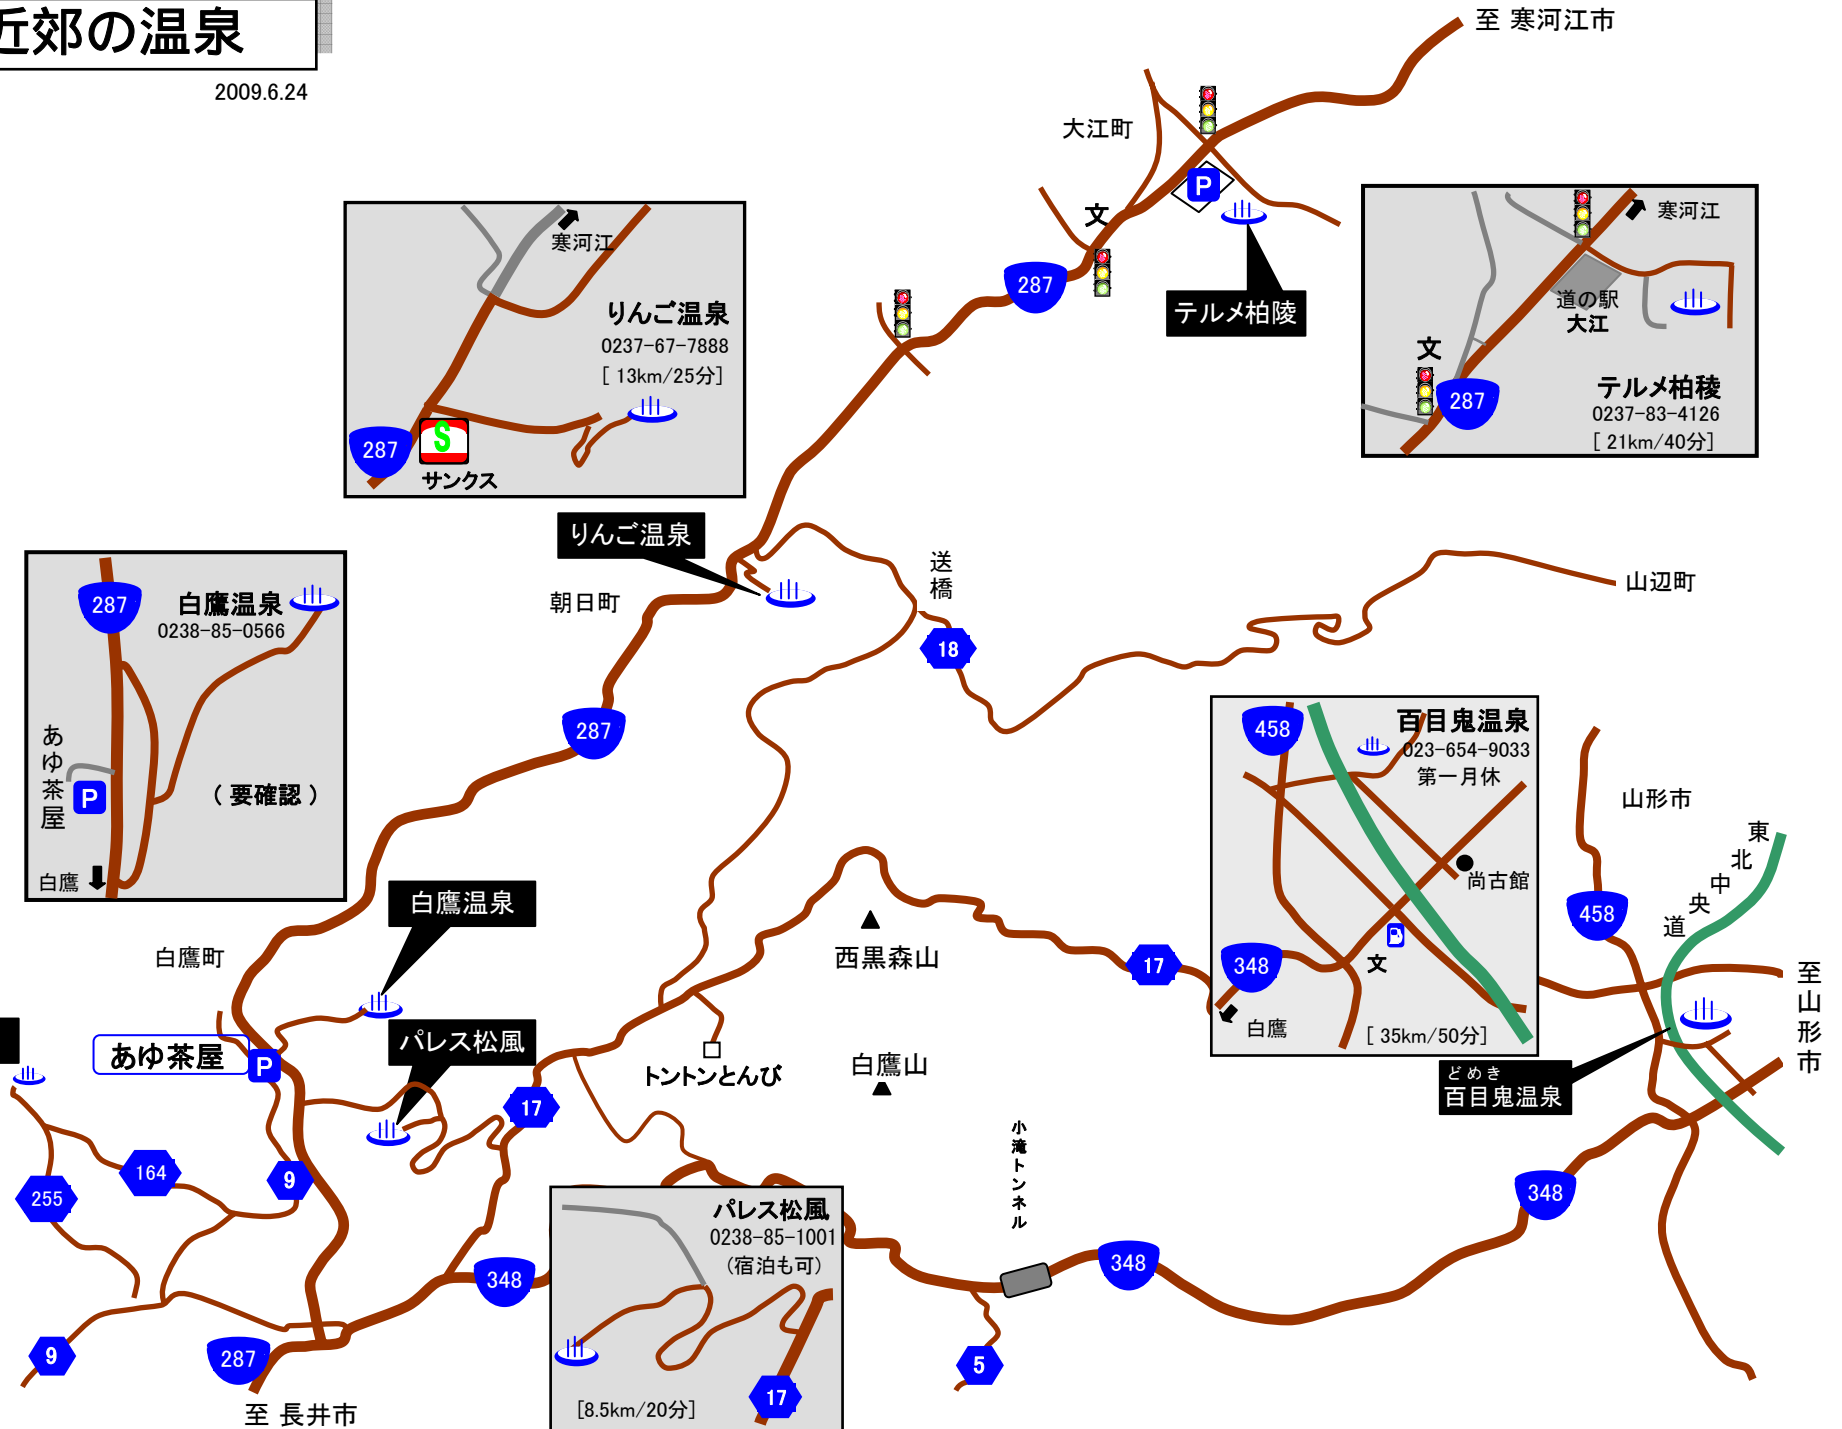 近郊の温泉
2009.6.24
至 寒河江市
大江町
P
文
287
テルメ柏陵
寒河江
りんご温泉
0237-67-7888
[ 13km/25分]
287
S
サンクス
寒河江
道の駅
大江
文
287
テルメ柏稜
0237-83-4126
[ 21km/40分]
りんご温泉
朝日町
送橋
18
山辺町
287
287
白鷹温泉
0238-85-0566
あゆ茶屋
P
( 要確認 )
白鷹
458
百目鬼温泉
023-654-9033
第一月休
尚古館
文
348
白鷹
[ 35km/50分]
山形市
東北中央道
458
至山形市
どめき
百目鬼温泉
白鷹町
白鷹温泉
あゆ茶屋
P
パレス松風
西黒森山
17
白鷹山
トントンとんび
17
小滝トンネル
164
255
9
9
287
至 長井市
348
パレス松風
0238-85-1001
(宿泊も可)
[8.5km/20分]
17
348
5
348